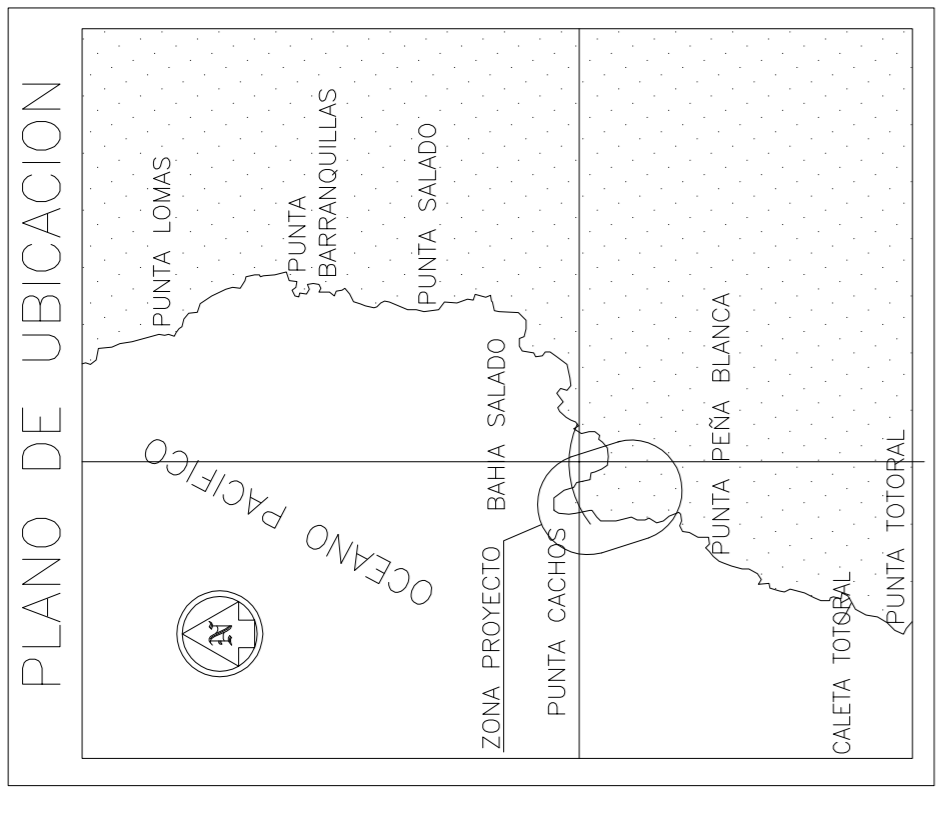 PLANO DE UBICACION
PUNTA LOMAS
PUNTA
BARRANQUILLAS
PUNTA SALADO
OCEANO PACIFICO
N
BAHIA SALADO
ZONA PROYECTO
PUNTA CACHOS
PUNTA PEÑA BLANCA
CALETA TOTORAL
PUNTA TOTORAL